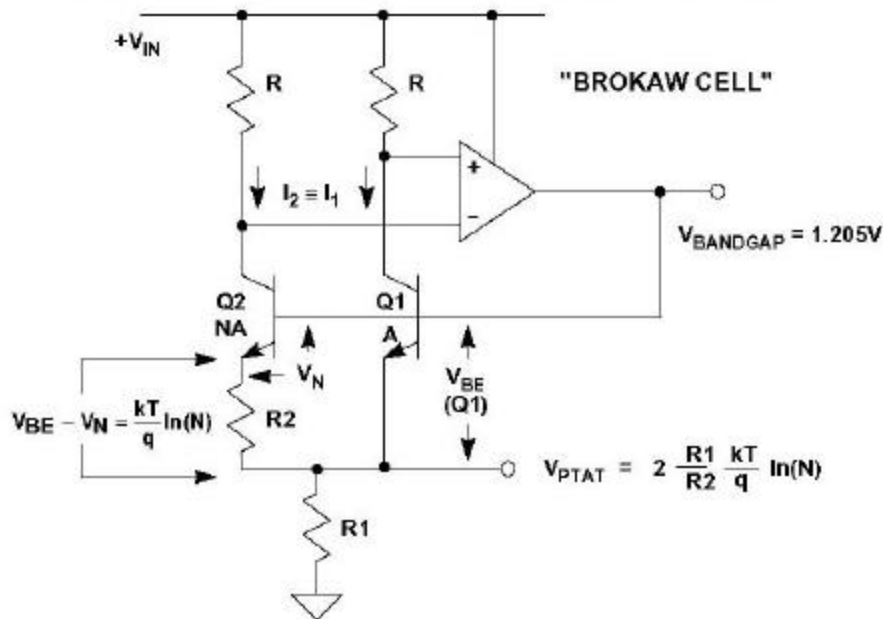 +VIN
R
R
"BROKAW CELL"
+
I2 ≡ I1
−
VBANDGAP = 1.205V
Q2
NA
Q1
A
VN
VBE
(Q1)
VBE − VN = kT/q ln(N)
R2
VPTAT = 2 R1/R2 kT/q ln(N)
R1